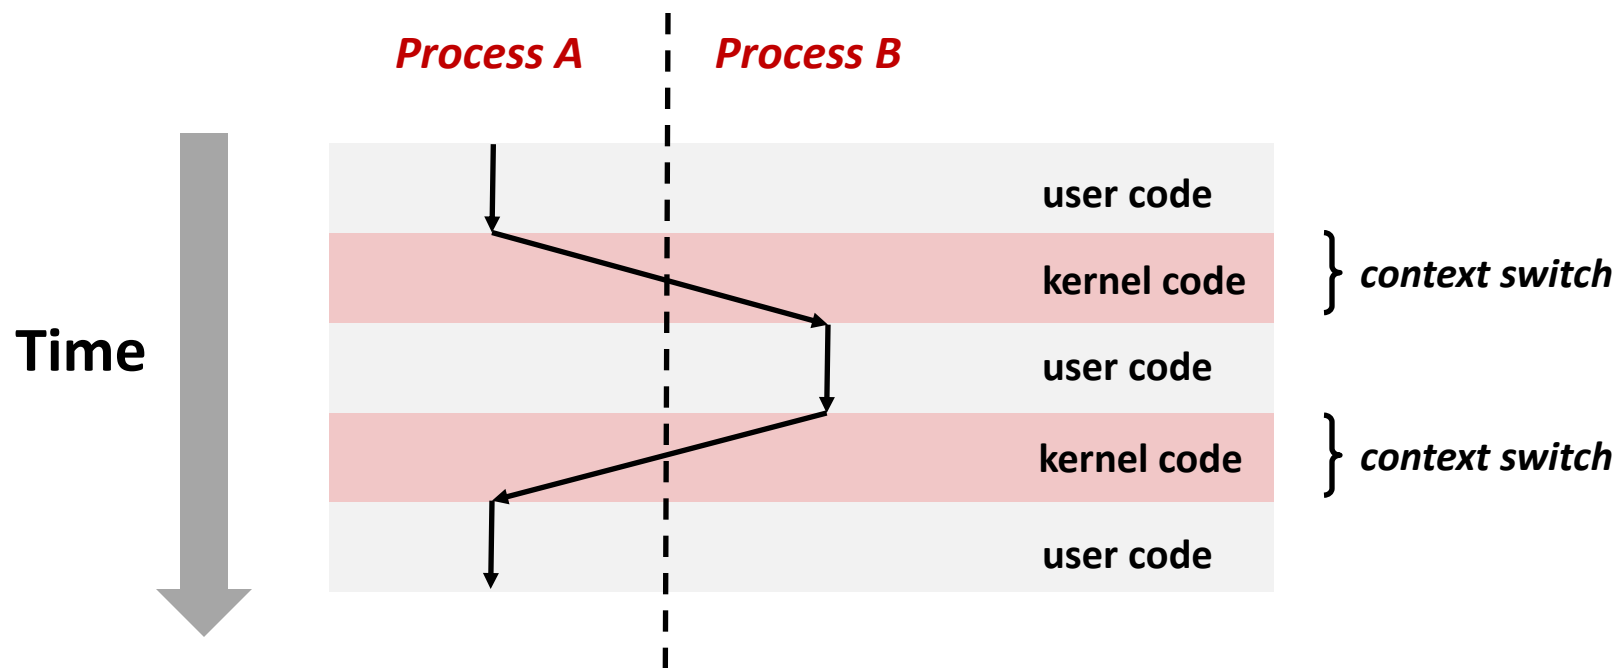 Process A
Process B
user code
kernel code
context switch
Time
user code
kernel code
context switch
user code